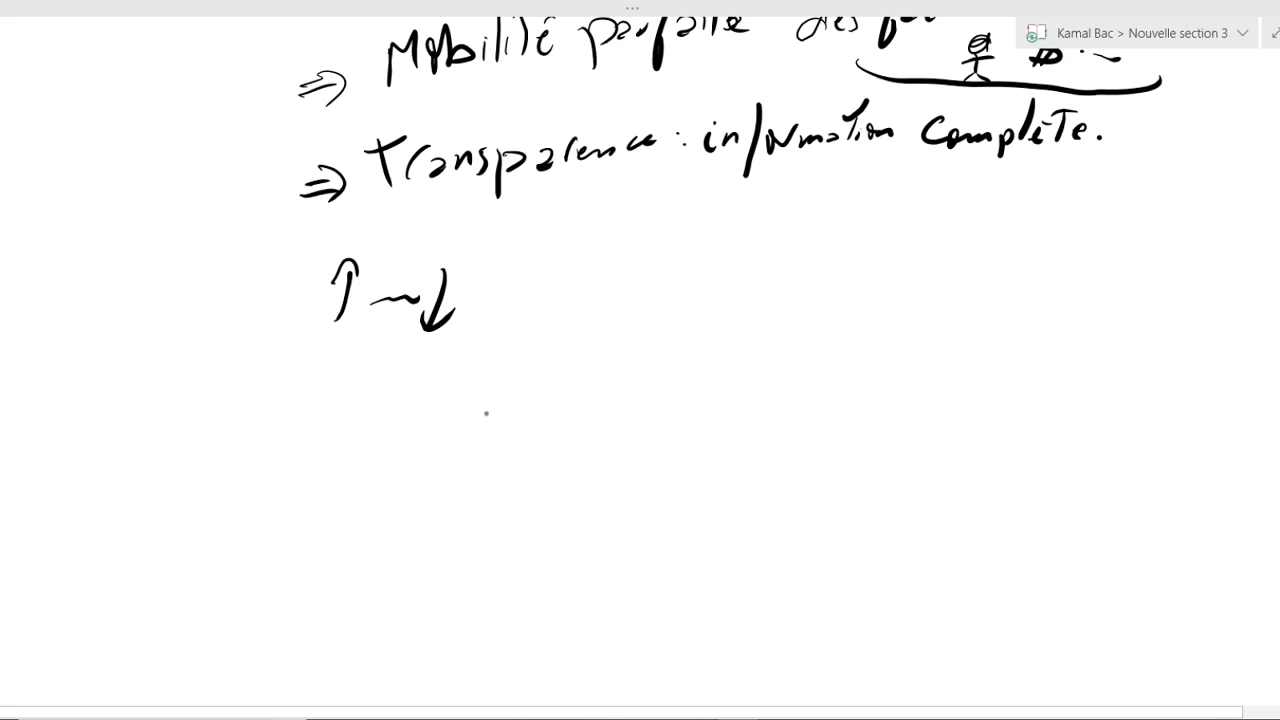 Kamal Bac > Nouvelle section 3
⇒ Mobilité parfaite des
⇒ Transparence : information complète.
↑ ~ ↓